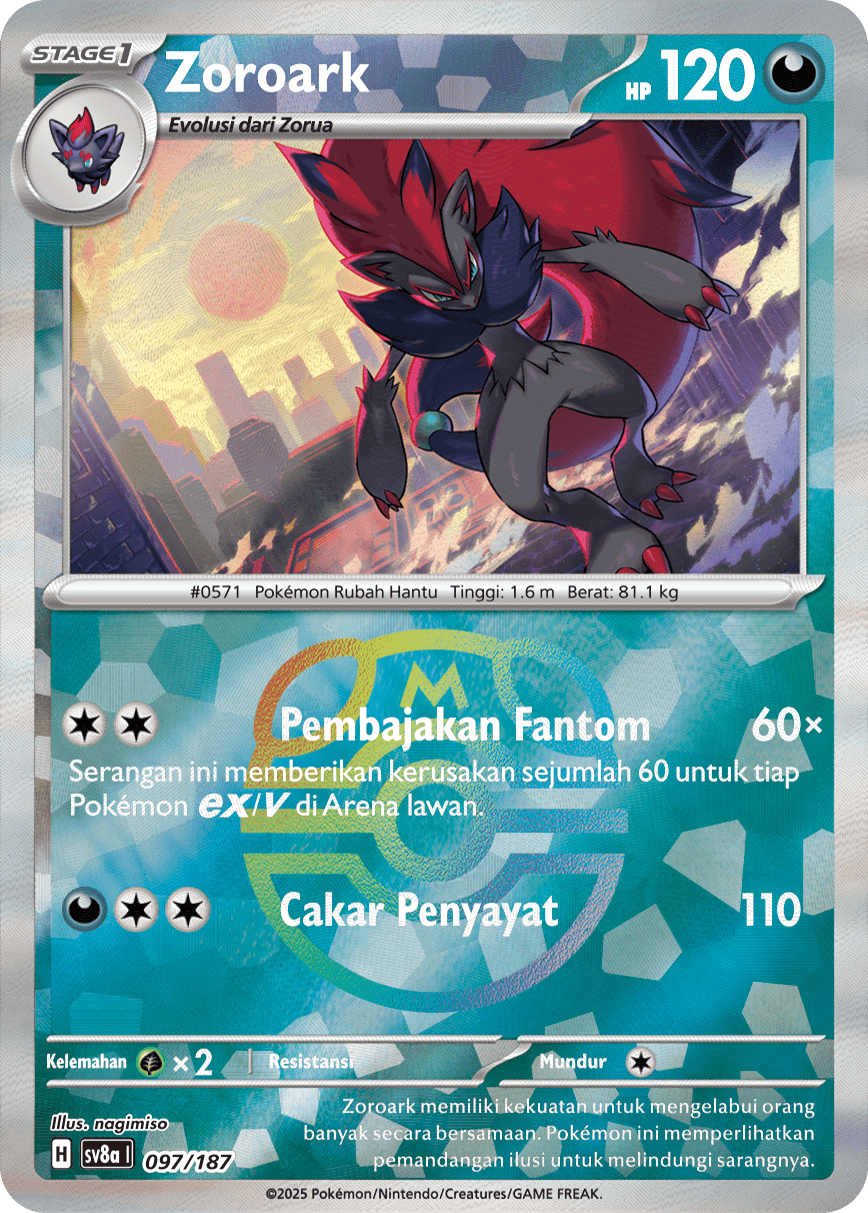 STAGE1
Zoroark
HP 120
Evolusi dari Zorua
#0571 Pokémon Rubah Hantu Tinggi: 1.6 m Berat: 81.1 kg
M
Pembajakan Fantom 60×
Serangan ini memberikan kerusakan sejumlah 60 untuk tiap
Pokémon ex/V di Arena lawan.
Cakar Penyayat 110
Kelemahan ×2 Resistansi Mundur
Zoroark memiliki kekuatan untuk mengelabui orang
banyak secara bersamaan. Pokémon ini memperlihatkan
pemandangan ilusi untuk melindungi sarangnya.
Illus. nagimiso
H sv8a I 097/187
©2025 Pokémon/Nintendo/Creatures/GAME FREAK.